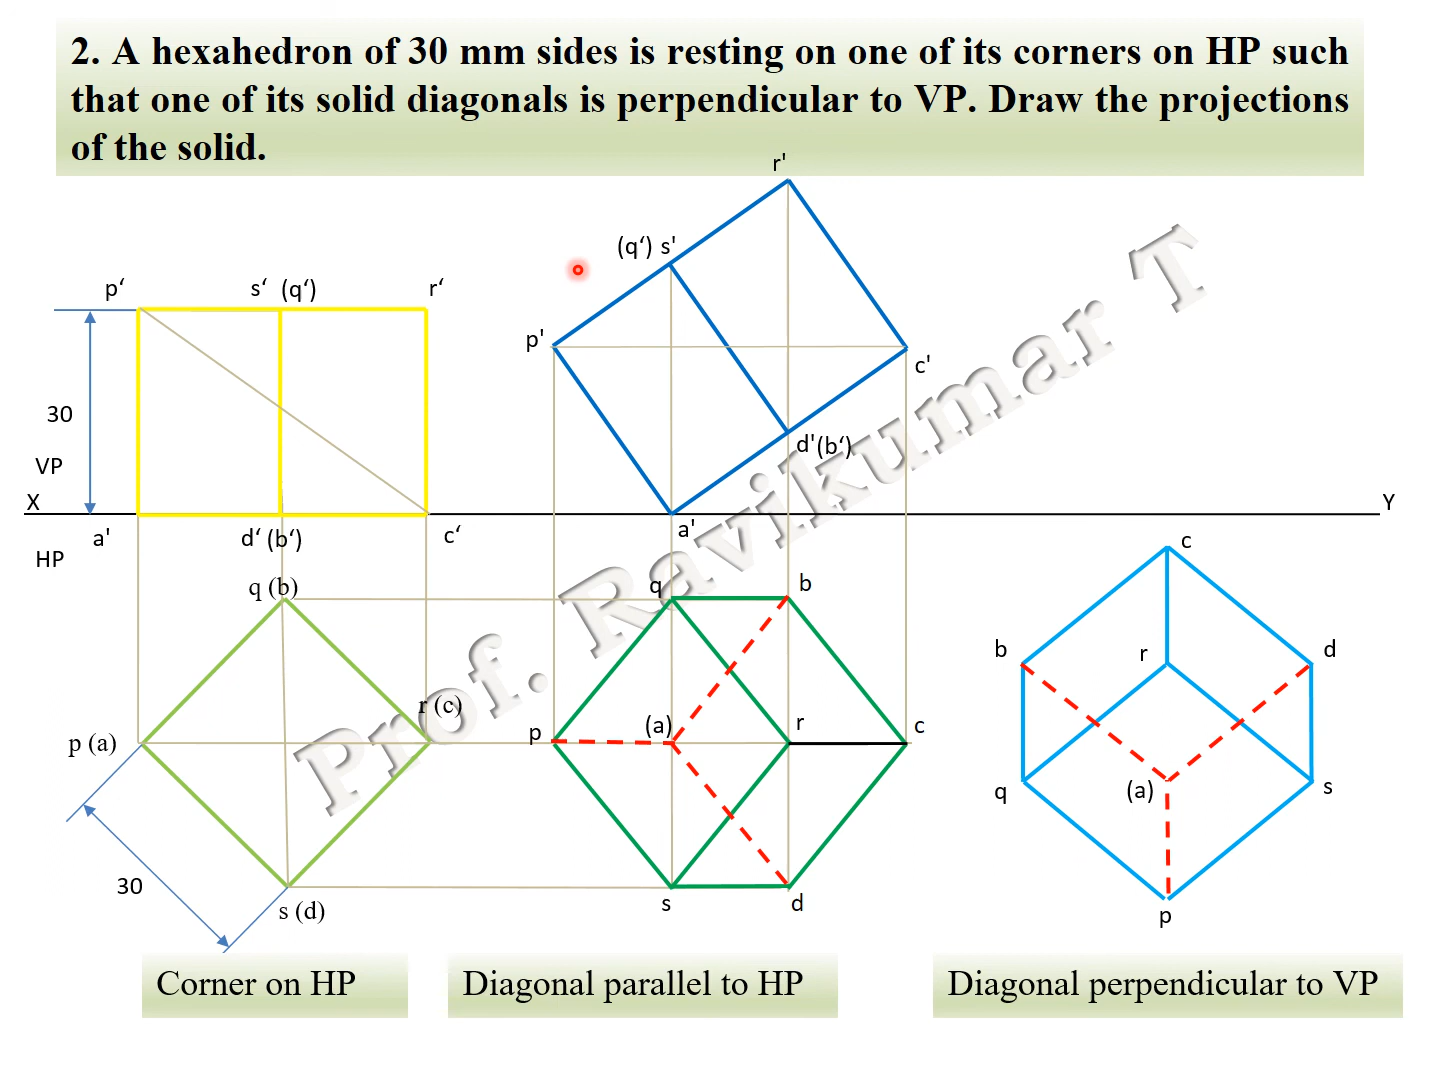 2. A hexahedron of 30 mm sides is resting on one of its corners on HP such
that one of its solid diagonals is perpendicular to VP. Draw the projections
of the solid.
r'
(q‘) s'
p‘ s‘ (q‘) r‘
p'
c'
30
d'(b‘)
VP
X Y
a' d‘ (b‘) c‘
a'
HP
c
q (b) q b
b r d
r (c)
p (a) p (a) r c
q (a) s
30
s (d) s d
p
Prof. Ravikumar T
Corner on HP Diagonal parallel to HP Diagonal perpendicular to VP